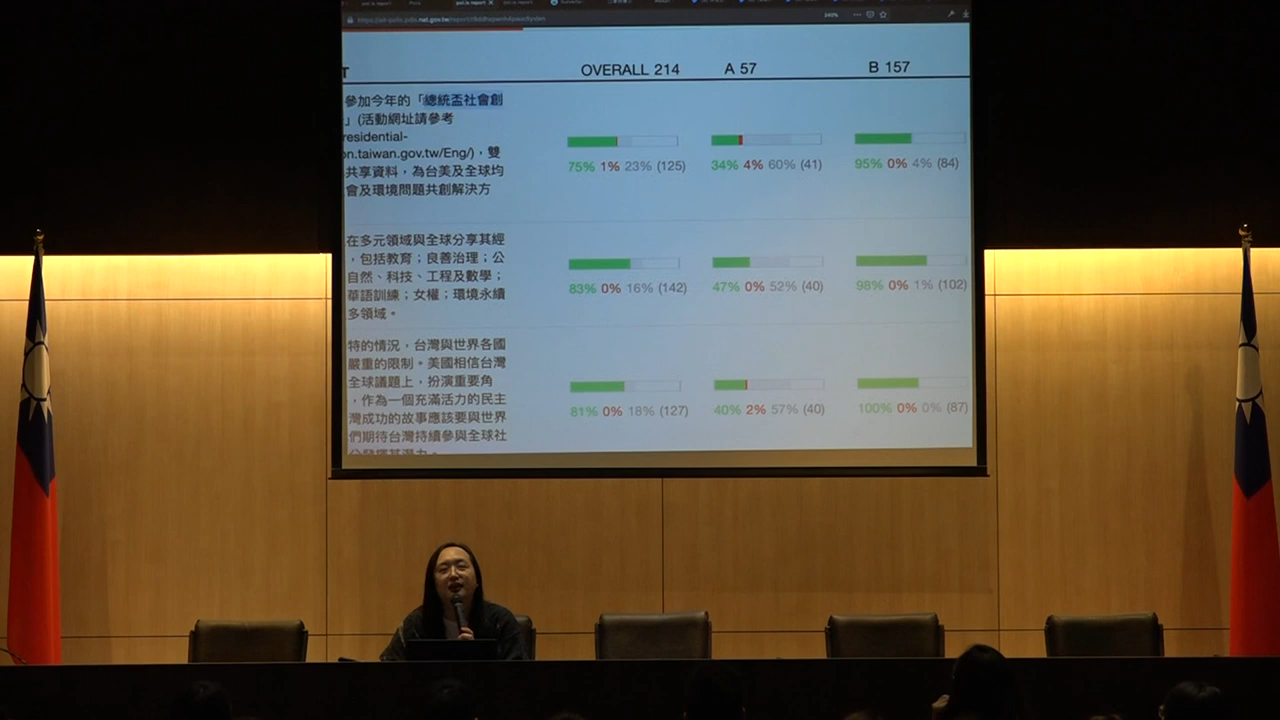 OVERALL 214 A 57 B 157
參加今年的「總統盃社會創
」(活動網址請參考
residential-
on.taiwan.gov.tw/Eng/)，雙
共享資料，為台美及全球均
會及環境問題共創解決方
75% 1% 23% (125) 34% 4% 60% (41) 95% 0% 4% (84)
在多元領域與全球分享其經
，包括教育；良善治理；公
自然、科技、工程及數學；
華語訓練；女權；環境永續
多領域。
83% 0% 16% (142) 47% 0% 52% (40) 98% 0% 1% (102)
特的情況，台灣與世界各國
嚴重的限制。美國相信台灣
全球議題上，扮演重要角
，作為一個充滿活力的民主
灣成功的故事應該要與世界
們期待台灣持續參與全球社
81% 0% 18% (127) 40% 2% 57% (40) 100% 0% 0% (87)